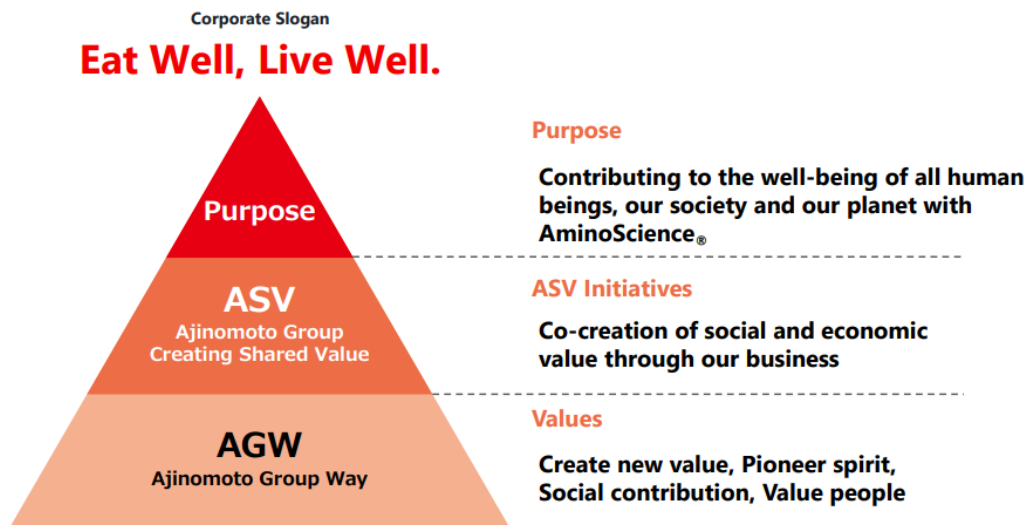 Corporate Slogan
Eat Well, Live Well.
Purpose
Purpose
Contributing to the well-being of all human
beings, our society and our planet with
AminoScience®
ASV
Ajinomoto Group
Creating Shared Value
ASV Initiatives
Co-creation of social and economic
value through our business
AGW
Ajinomoto Group Way
Values
Create new value, Pioneer spirit,
Social contribution, Value people